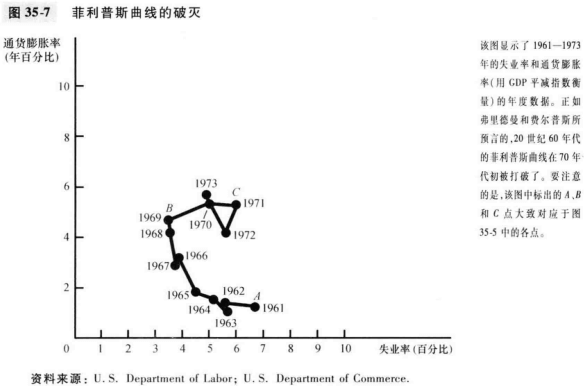 图 35-7 菲利普斯曲线的破灭
通货膨胀率
(年百分比)
10
8
6
4
2
0 1 2 3 4 5 6 7 8 9 10 失业率 (百分比)
1973
C
1971
B
1969
1970
1968
1972
1966
1967
1965
1962
A
1961
1964
1963
该图显示了 1961—1973
年的失业率和通货膨胀
率(用 GDP 平减指数衡
量)的年度数据。正如
弗里德曼和费尔普斯所
预言的,20 世纪 60 年代
的菲利普斯曲线在 70 年
代初被打破了。要注意
的是,该图中标出的 A、B
和 C 点大致对应于图
35-5 中的各点。
资料来源: U. S. Department of Labor; U. S. Department of Commerce.